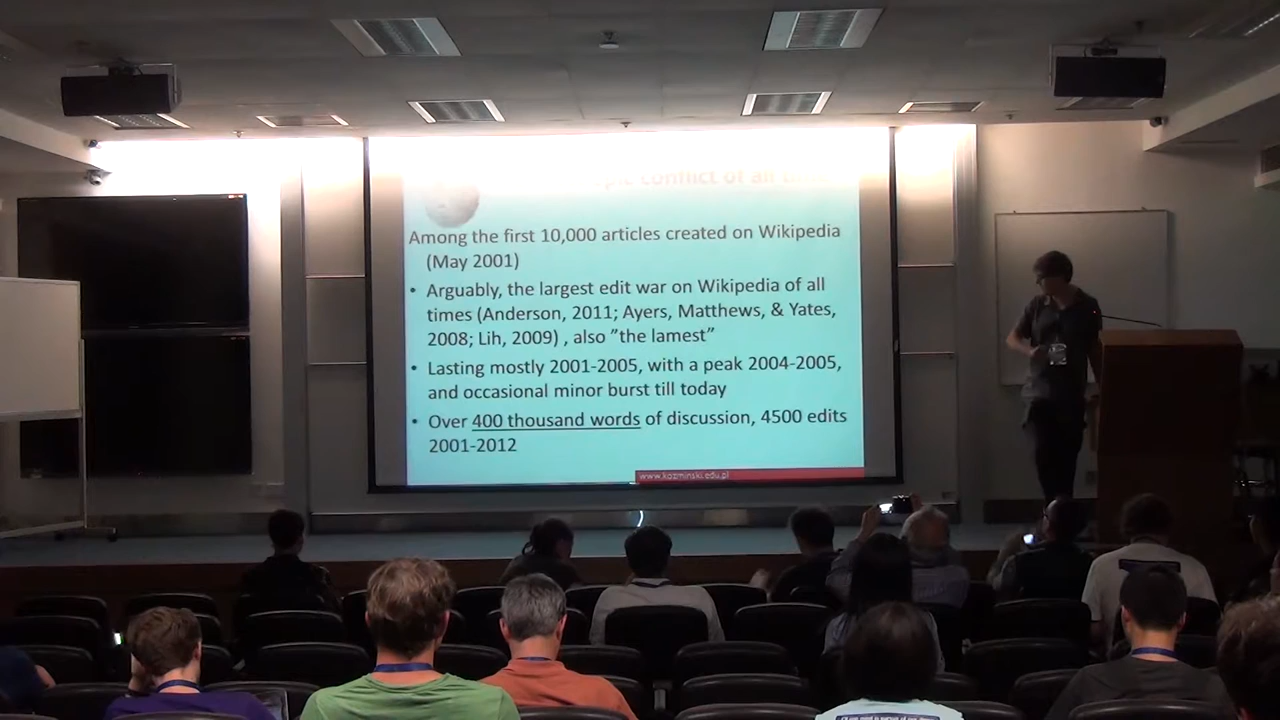 conflict of all
Among the first 10,000 articles created on Wikipedia
(May 2001)
• Arguably, the largest edit war on Wikipedia of all
times (Anderson, 2011; Ayers, Matthews, & Yates,
2008; Lih, 2009) , also ”the lamest”
• Lasting mostly 2001-2005, with a peak 2004-2005,
and occasional minor burst till today
• Over 400 thousand words of discussion, 4500 edits
2001-2012
www.kozminski.edu.pl